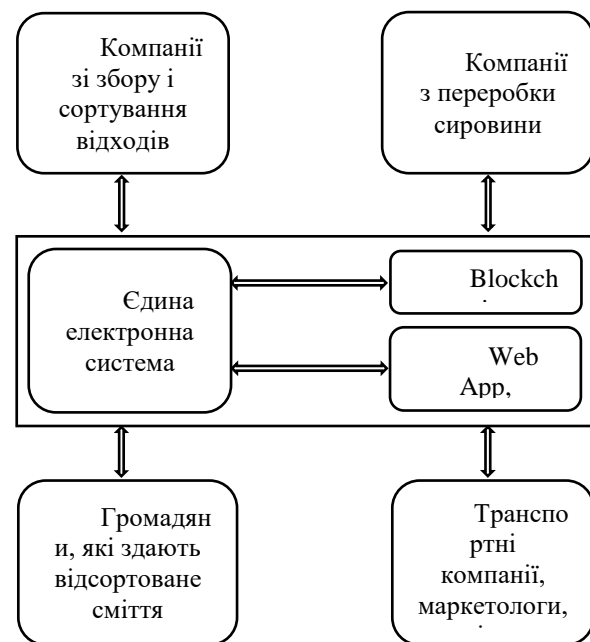 Компанії
зі збору і
сортування
відходів
Компанії
з переробки
сировини
Єдина
електронна
система
Blockch
Web
App,
Громадян
и, які здають
відсортоване
сміття
Транспо
ртні
компанії,
маркетологи,